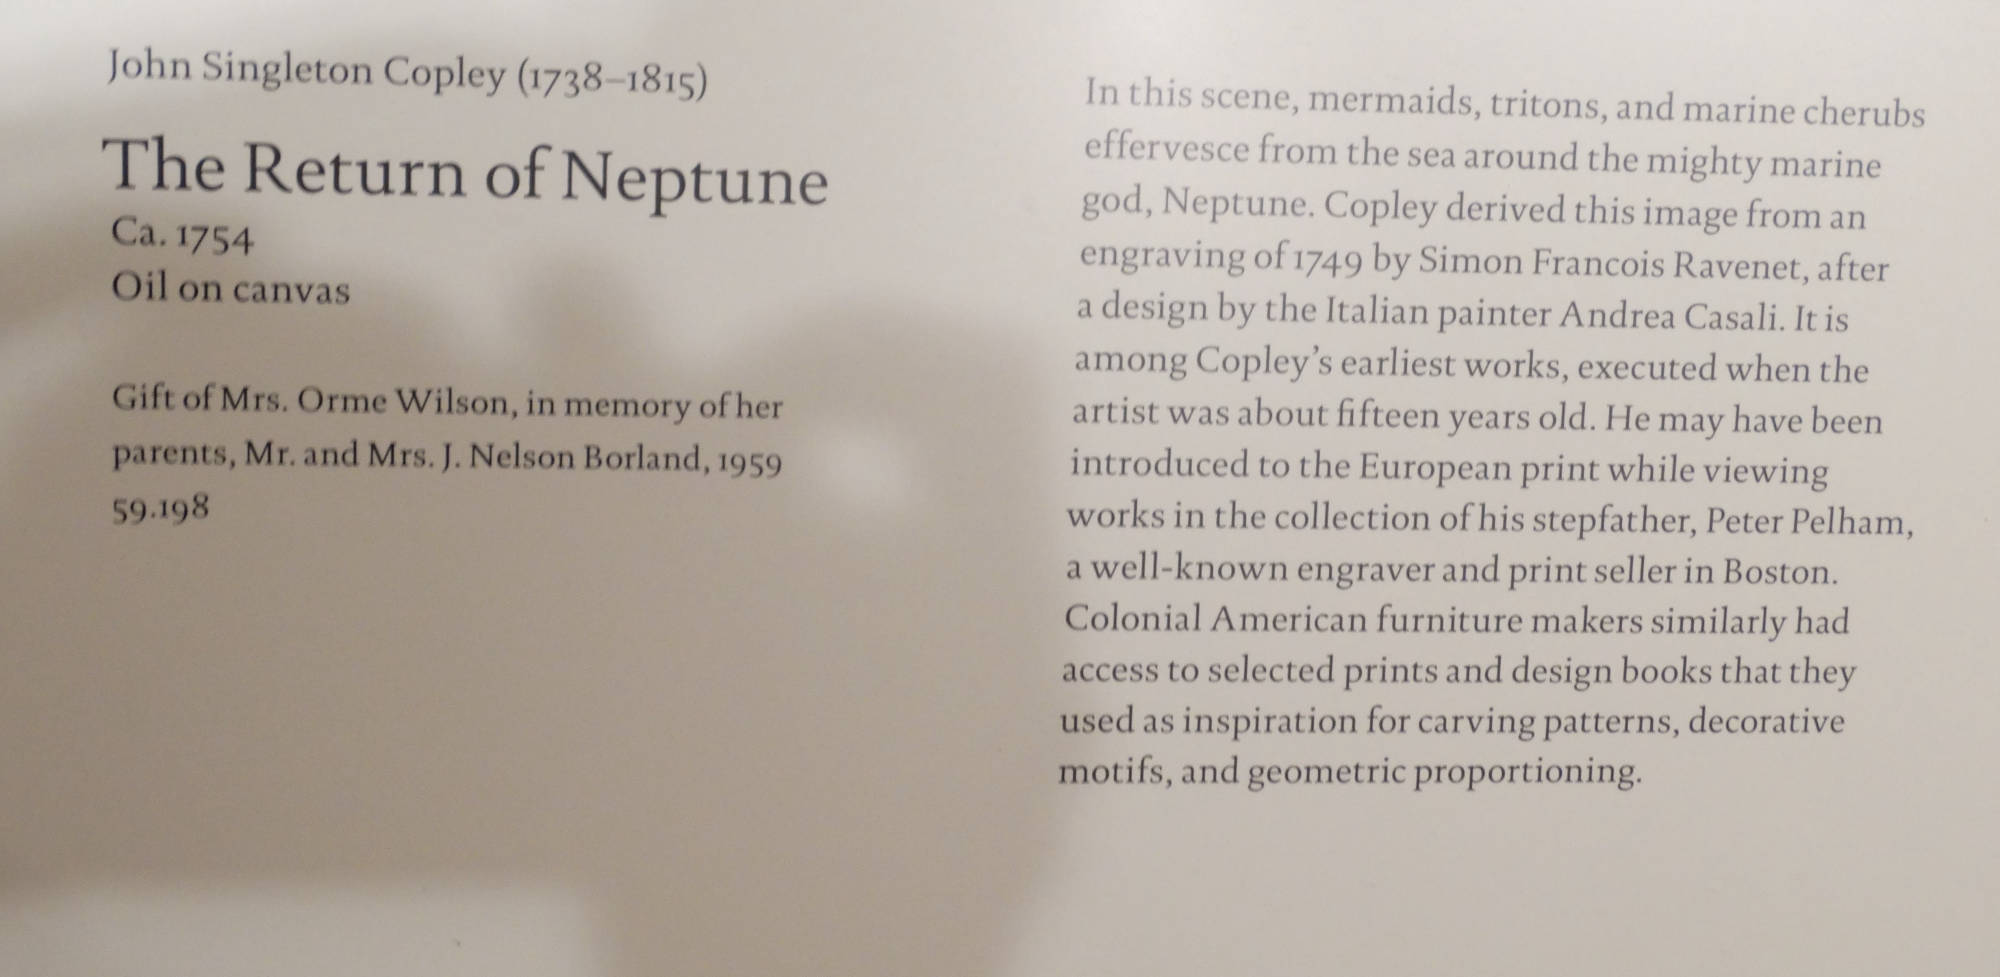 John Singleton Copley (1738–1815)
The Return of Neptune
Ca. 1754
Oil on canvas
Gift of Mrs. Orme Wilson, in memory of her
parents, Mr. and Mrs. J. Nelson Borland, 1959
59.198
In this scene, mermaids, tritons, and marine cherubs
effervesce from the sea around the mighty marine
god, Neptune. Copley derived this image from an
engraving of 1749 by Simon Francois Ravenet, after
a design by the Italian painter Andrea Casali. It is
among Copley’s earliest works, executed when the
artist was about fifteen years old. He may have been
introduced to the European print while viewing
works in the collection of his stepfather, Peter Pelham,
a well-known engraver and print seller in Boston.
Colonial American furniture makers similarly had
access to selected prints and design books that they
used as inspiration for carving patterns, decorative
motifs, and geometric proportioning.